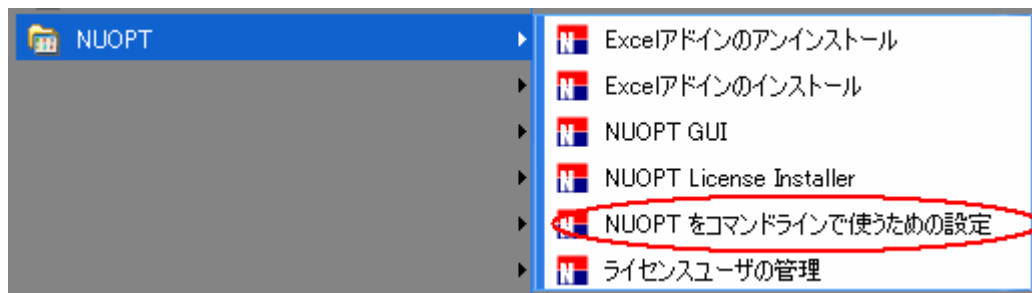 NUOPT
Excelアドインのアンインストール
Excelアドインのインストール
NUOPT GUI
NUOPT License Installer
NUOPT をコマンドラインで使うための設定
ライセンスユーザの管理